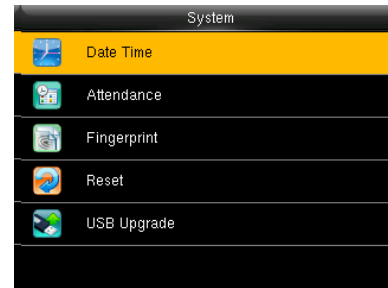 System
Date Time
Attendance
Fingerprint
Reset
USB Upgrade